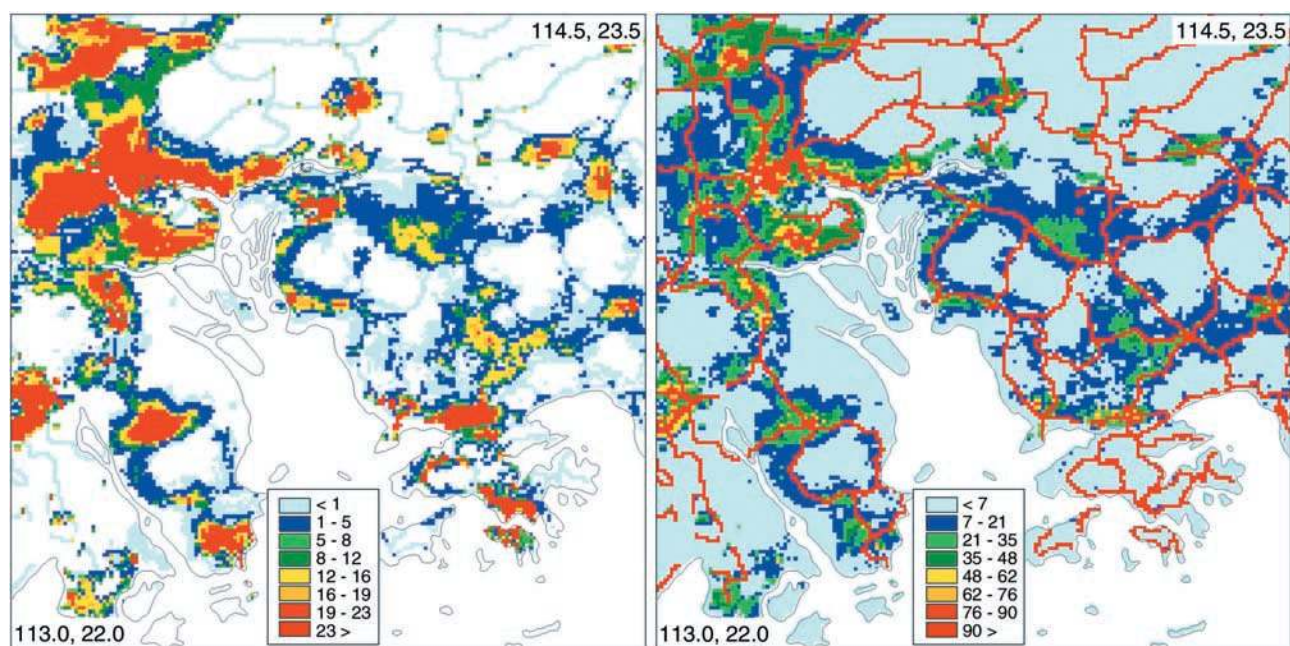 114.5, 23.5
< 1
1 - 5
5 - 8
8 - 12
12 - 16
16 - 19
19 - 23
23 >
113.0, 22.0
114.5, 23.5
< 7
7 - 21
21 - 35
35 - 48
48 - 62
62 - 76
76 - 90
90 >
113.0, 22.0